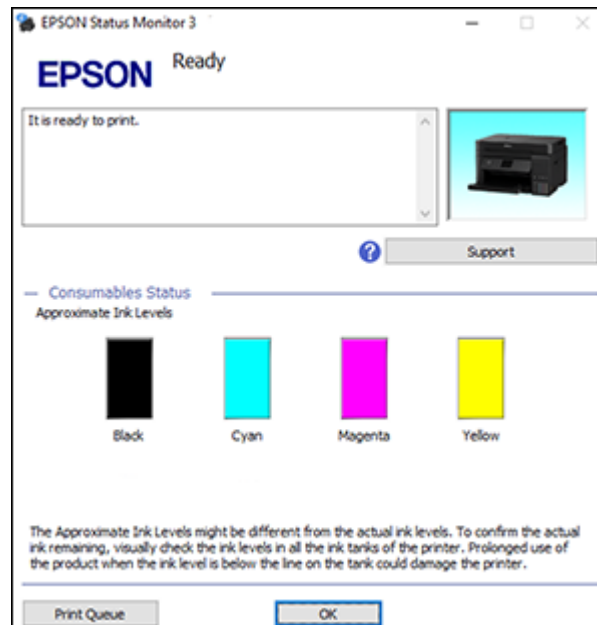 EPSON Status Monitor 3
EPSON
Ready
It is ready to print.
Support
Consumables Status
Approximate Ink Levels
Black
Cyan
Magenta
Yellow
The Approximate Ink Levels might be different from the actual ink levels. To confirm the actual
ink remaining, visually check the ink levels in all the ink tanks of the printer. Prolonged use of
the product when the ink level is below the line on the tank could damage the printer.
Print Queue
OK